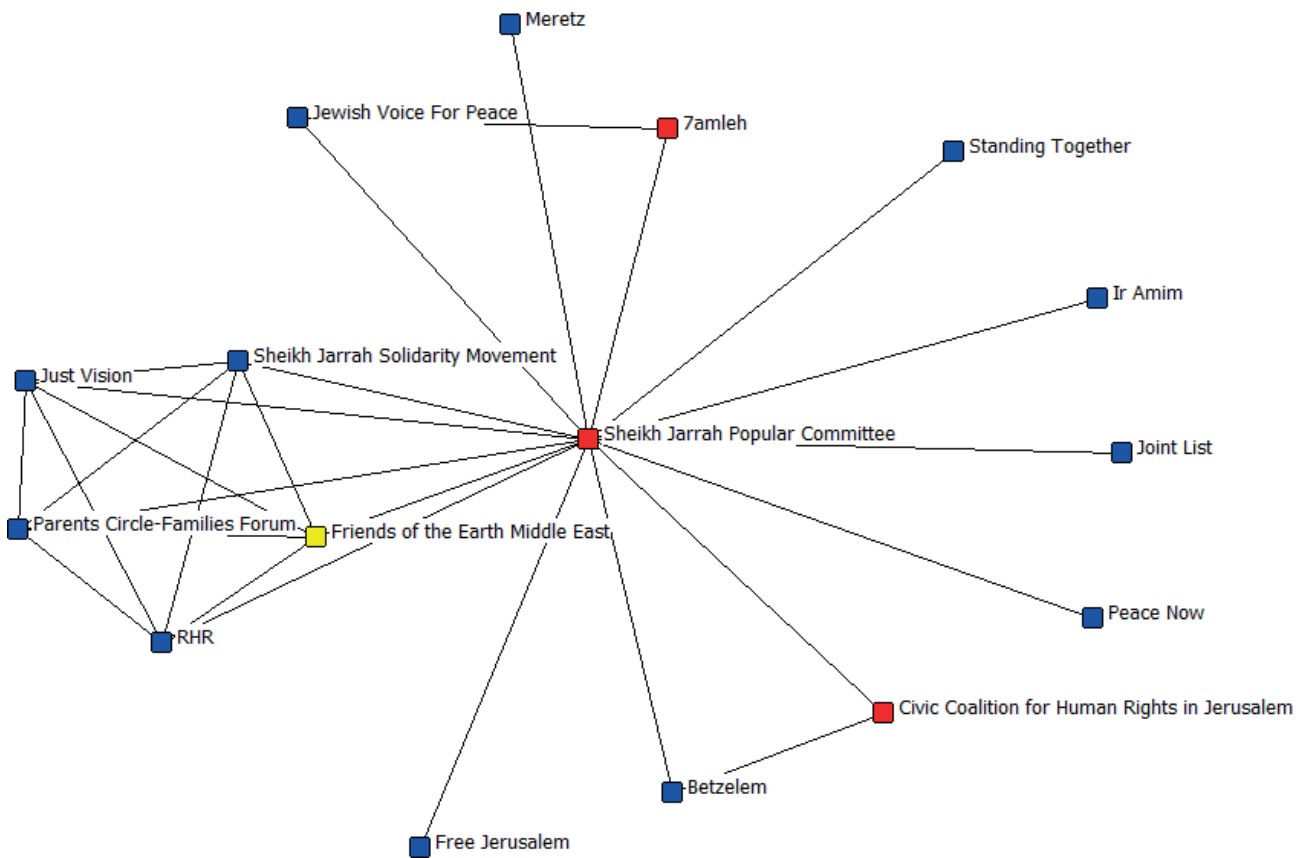 Meretz
Jewish Voice For Peace
7amleh
Standing Together
Ir Amim
Sheikh Jarrah Solidarity Movement
Just Vision
Sheikh Jarrah Popular Committee
Joint List
Parents Circle-Families Forum
Friends of the Earth Middle East
Peace Now
RHR
Civic Coalition for Human Rights in Jerusalem
Betzelem
Free Jerusalem